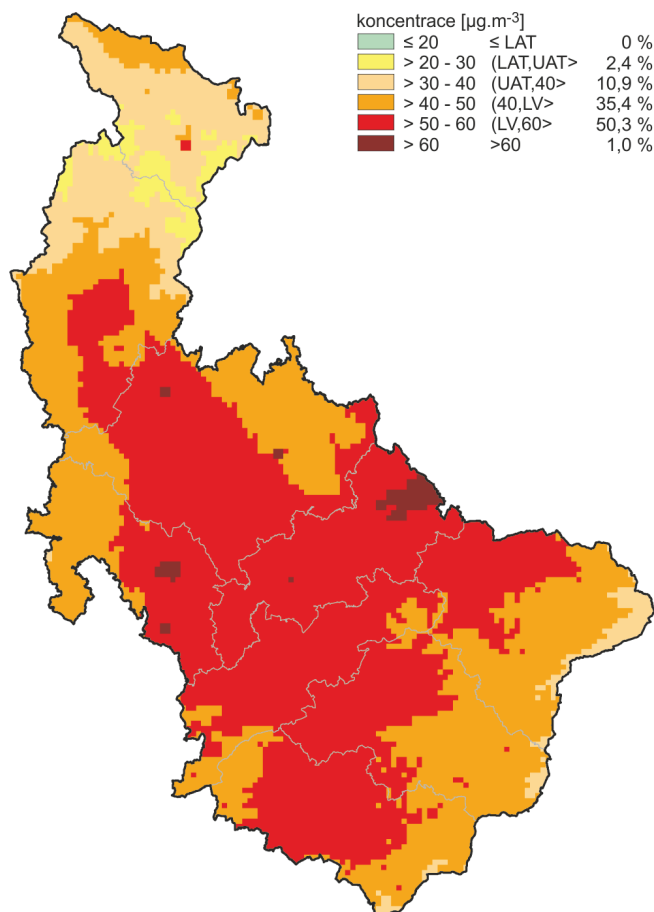 koncentrace [µg.m⁻³]
≤ 20 ≤ LAT 0 %
> 20 - 30 (LAT,UAT> 2,4 %
> 30 - 40 (UAT,40> 10,9 %
> 40 - 50 (40,LV> 35,4 %
> 50 - 60 (LV,60> 50,3 %
> 60 >60 1,0 %